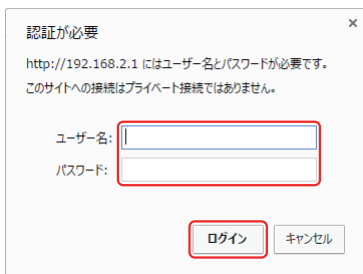 認証が必要
×
http://192.168.2.1 にはユーザー名とパスワードが必要です。
このサイトへの接続はプライベート接続ではありません。
ユーザー名:
パスワード:
ログイン
キャンセル